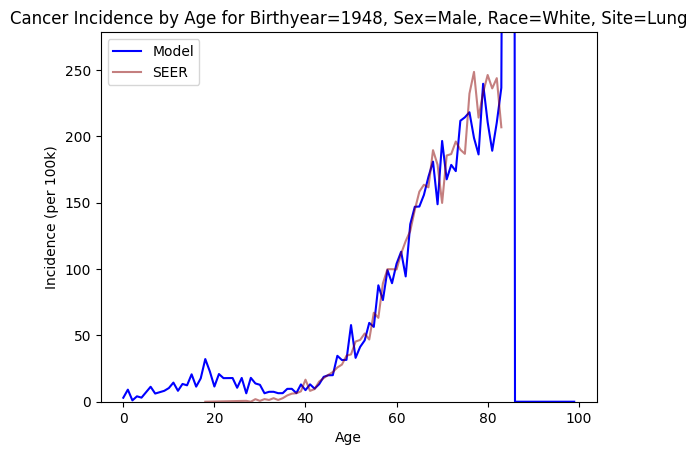 Cancer Incidence by Age for Birthyear=1948, Sex=Male, Race=White, Site=Lung
Model
SEER
250
200
150
100
50
0
Incidence (per 100k)
0 20 40 60 80 100
Age